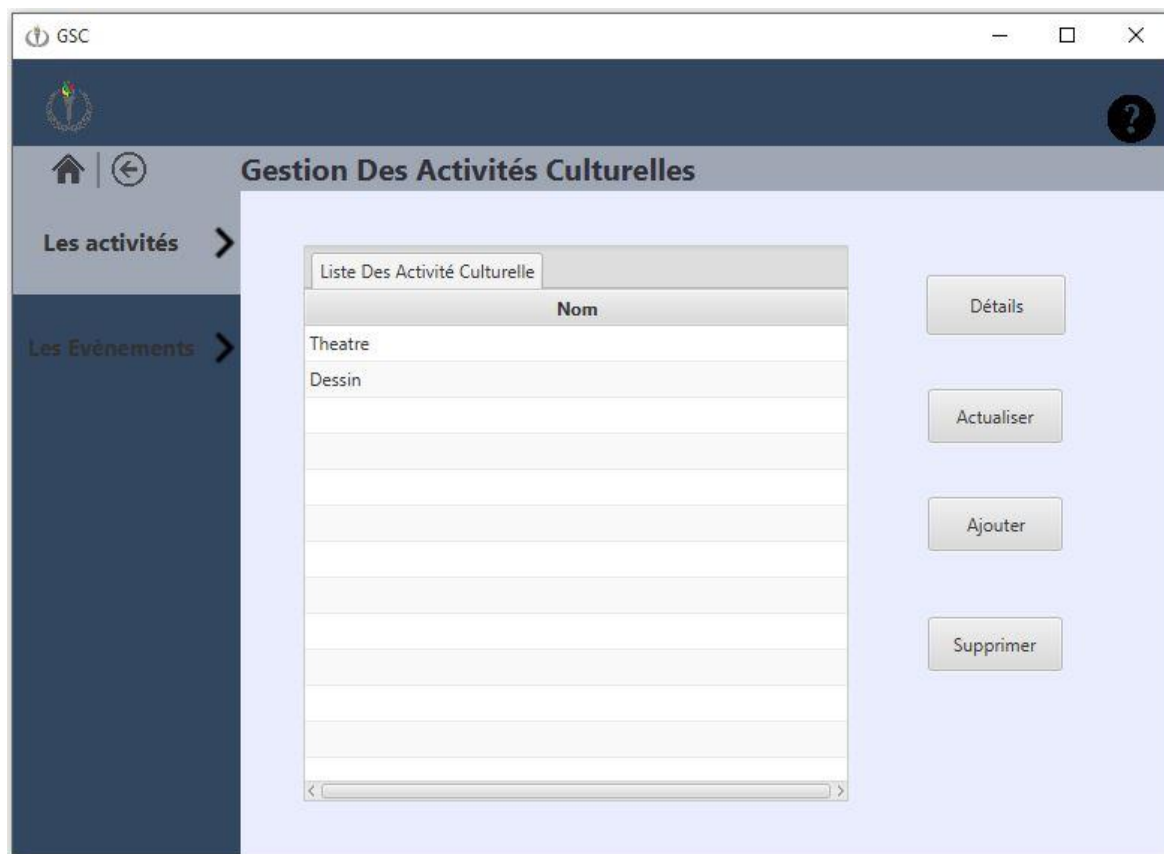 GSC
?
Gestion Des Activités Culturelles
Les activités
Les Evènements
Liste Des Activité Culturelle
Nom
Theatre
Dessin
Détails
Actualiser
Ajouter
Supprimer